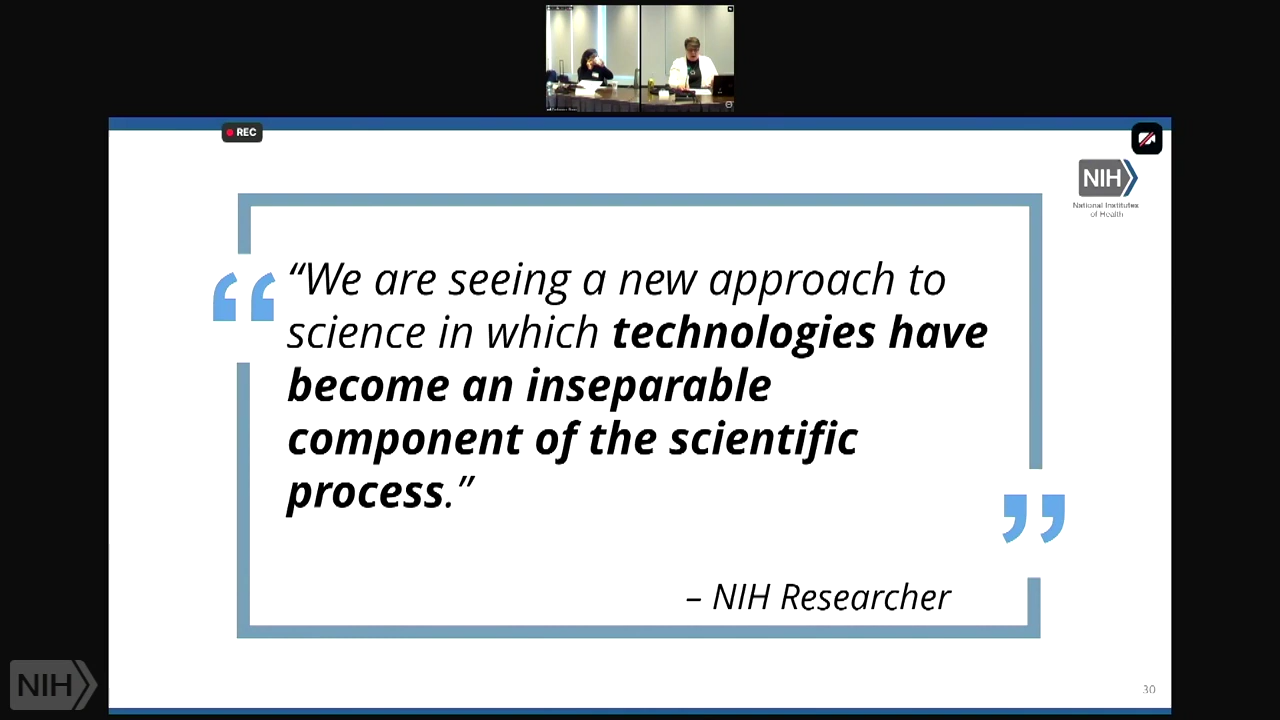 REC
NIH
National Institutes
of Health
“We are seeing a new approach to
science in which technologies have
become an inseparable
component of the scientific
process.”
– NIH Researcher
NIH
30